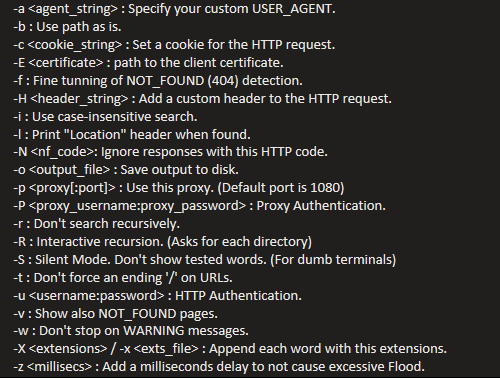 -a <agent_string> : Specify your custom USER_AGENT.
-b : Use path as is.
-c <cookie_string> : Set a cookie for the HTTP request.
-E <certificate> : path to the client certificate.
-f : Fine tunning of NOT_FOUND (404) detection.
-H <header_string> : Add a custom header to the HTTP request.
-i : Use case-insensitive search.
-l : Print "Location" header when found.
-N <nf_code>: Ignore responses with this HTTP code.
-o <output_file> : Save output to disk.
-p <proxy[:port]> : Use this proxy. (Default port is 1080)
-P <proxy_username:proxy_password> : Proxy Authentication.
-r : Don't search recursively.
-R : Interactive recursion. (Asks for each directory)
-S : Silent Mode. Don't show tested words. (For dumb terminals)
-t : Don't force an ending '/' on URLs.
-u <username:password> : HTTP Authentication.
-v : Show also NOT_FOUND pages.
-w : Don't stop on WARNING messages.
-X <extensions> / -x <exts_file> : Append each word with this extensions.
-z <millisecs> : Add a milliseconds delay to not cause excessive Flood.